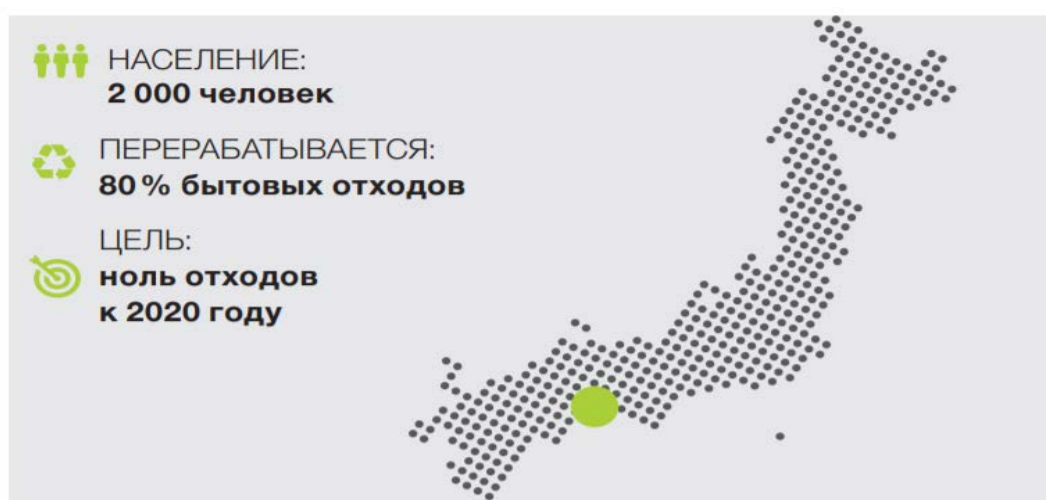 НАСЕЛЕНИЕ:
2 000 человек
ПЕРЕРАБАТЫВАЕТСЯ:
80 % бытовых отходов
ЦЕЛЬ:
ноль отходов
к 2020 году